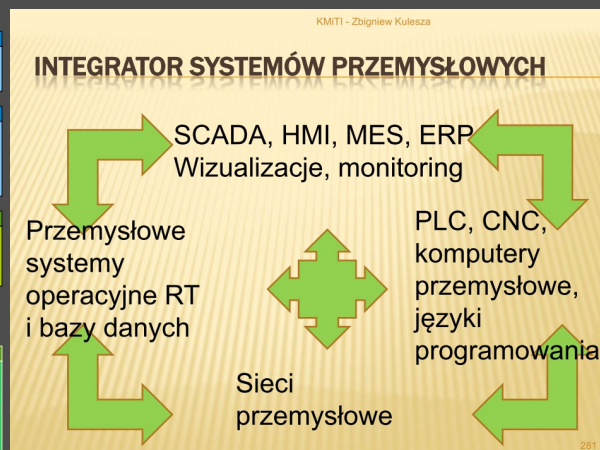 KMiTI - Zbigniew Kulesza
INTEGRATOR SYSTEMÓW PRZEMYSŁOWYCH
SCADA, HMI, MES, ERP
Wizualizacje, monitoring
Przemysłowe
systemy
operacyjne RT
i bazy danych
PLC, CNC,
komputery
przemysłowe,
języki
programowania
Sieci
przemysłowe
281